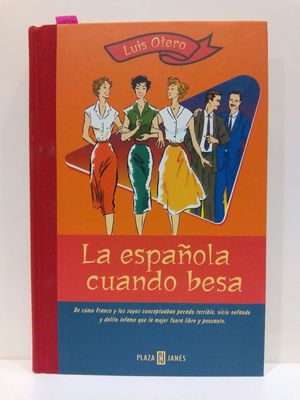 Luis Otero
La española
cuando besa
De cómo Franco y los suyos conceptuaban pecado terrible, vicio nefando
y delito infame que la mujer fuera libre y pensante.
PLAZA JANÉS